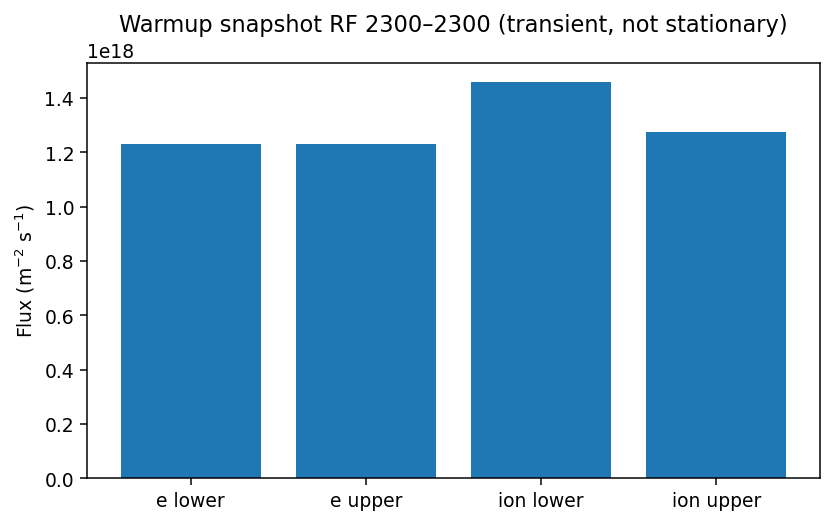 Warmup snapshot RF 2300–2300 (transient, not stationary)
1e18
1.4
1.2
1.0
0.8
0.6
0.4
0.2
0.0
Flux (m⁻² s⁻¹)
e lower
e upper
ion lower
ion upper